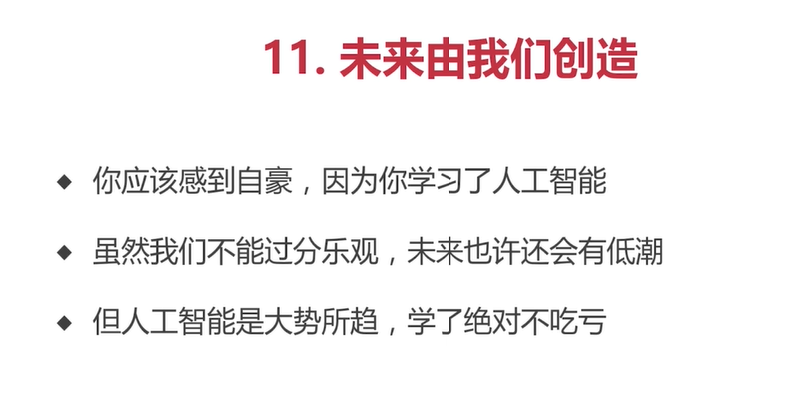 11. 未来由我们创造
◆ 你应该感到自豪，因为你学习了人工智能
◆ 虽然我们不能过分乐观，未来也许还会有低潮
◆ 但人工智能是大势所趋，学了绝对不吃亏